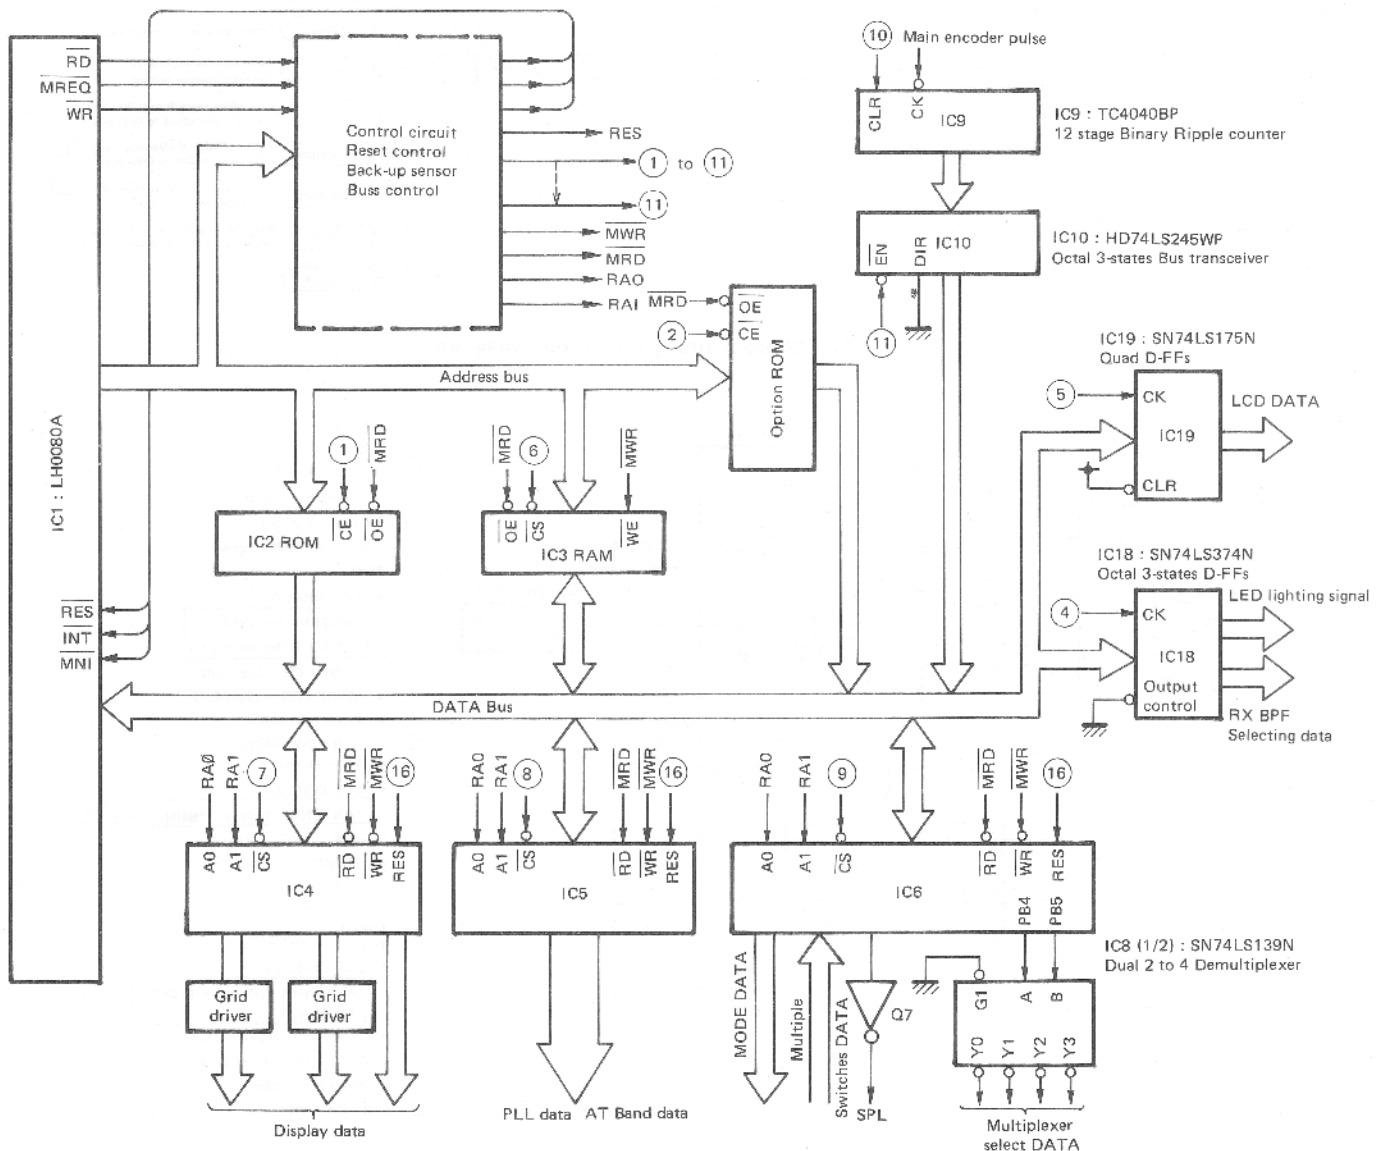 RD
MREQ
WR
IC1 : LH0080A
RES
INT
MNI
Control circuit
Reset control
Back-up sensor
Buss control
RES
1 to 11
11
MWR
MRD
RAO
RAI
10 Main encoder pulse
CLR
CK
IC9
IC9 : TC4040BP
12 stage Binary Ripple counter
EN
DIR
IC10
11
IC10 : HD74LS245WP
Octal 3-states Bus transceiver
MRD
2
OE
CE
Option ROM
Address bus
IC19 : SN74LS175N
Quad D-FFs
5
CK
IC19
CLR
LCD DATA
1
MRD
IC2 ROM
CE
OE
MRD
6
MWR
OE
CS
IC3 RAM
WE
IC18 : SN74LS374N
Octal 3-states D-FFs
LED lighting signal
4
CK
IC18
Output
control
RX BPF
Selecting data
DATA Bus
RAØ
RA1
7
MRD
MWR
16
A0
A1
CS
RD
WR
RES
IC4
Grid
driver
Grid
driver
Display data
RA0
RA1
8
MRD
MWR
16
A0
A1
CS
RD
WR
RES
IC5
PLL data AT Band data
RA0
RA1
9
MRD
MWR
16
A0
A1
CS
RD
WR
RES
IC6
PB4
PB5
MODE DATA
Multiple
Switches DATA
Q7
SPL
IC8 (1/2) : SN74LS139N
Dual 2 to 4 Demultiplexer
G1
A
B
Y0
Y1
Y2
Y3
Multiplexer
select DATA